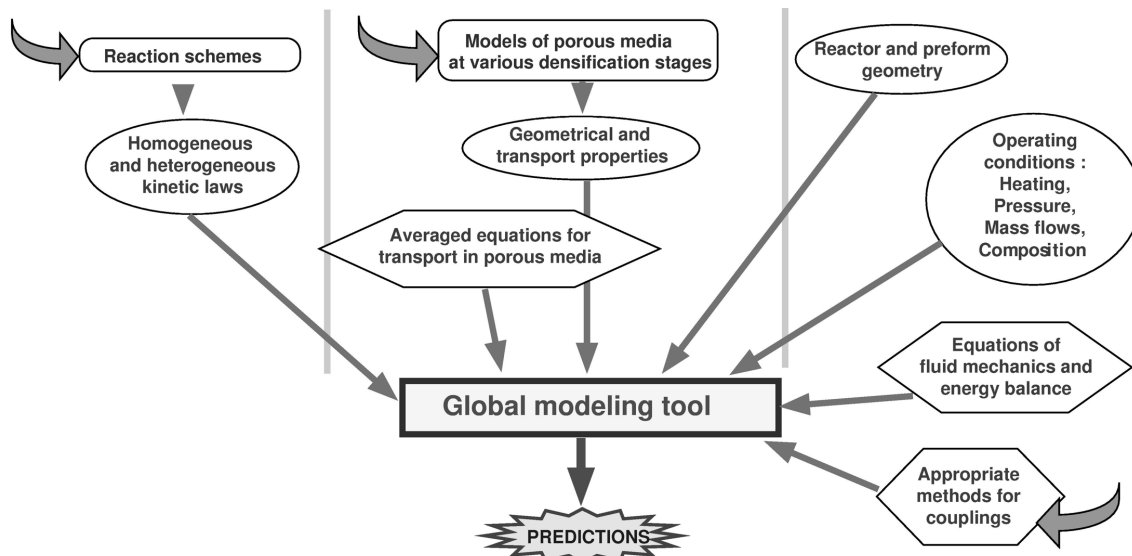 Reaction schemes
Homogeneous
and heterogeneous
kinetic laws
Models of porous media
at various densification stages
Geometrical and
transport properties
Averaged equations for
transport in porous media
Reactor and preform
geometry
Operating
conditions :
Heating,
Pressure,
Mass flows,
Composition
Equations of
fluid mechanics and
energy balance
Global modeling tool
Appropriate
methods for
couplings
PREDICTIONS